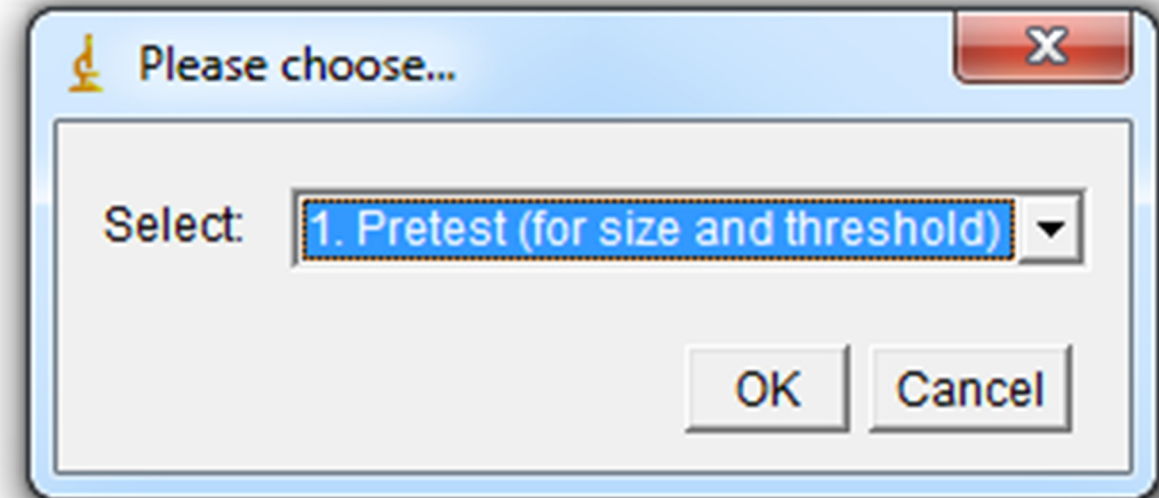 Please choose...
Select: 1. Pretest (for size and threshold)
OK Cancel